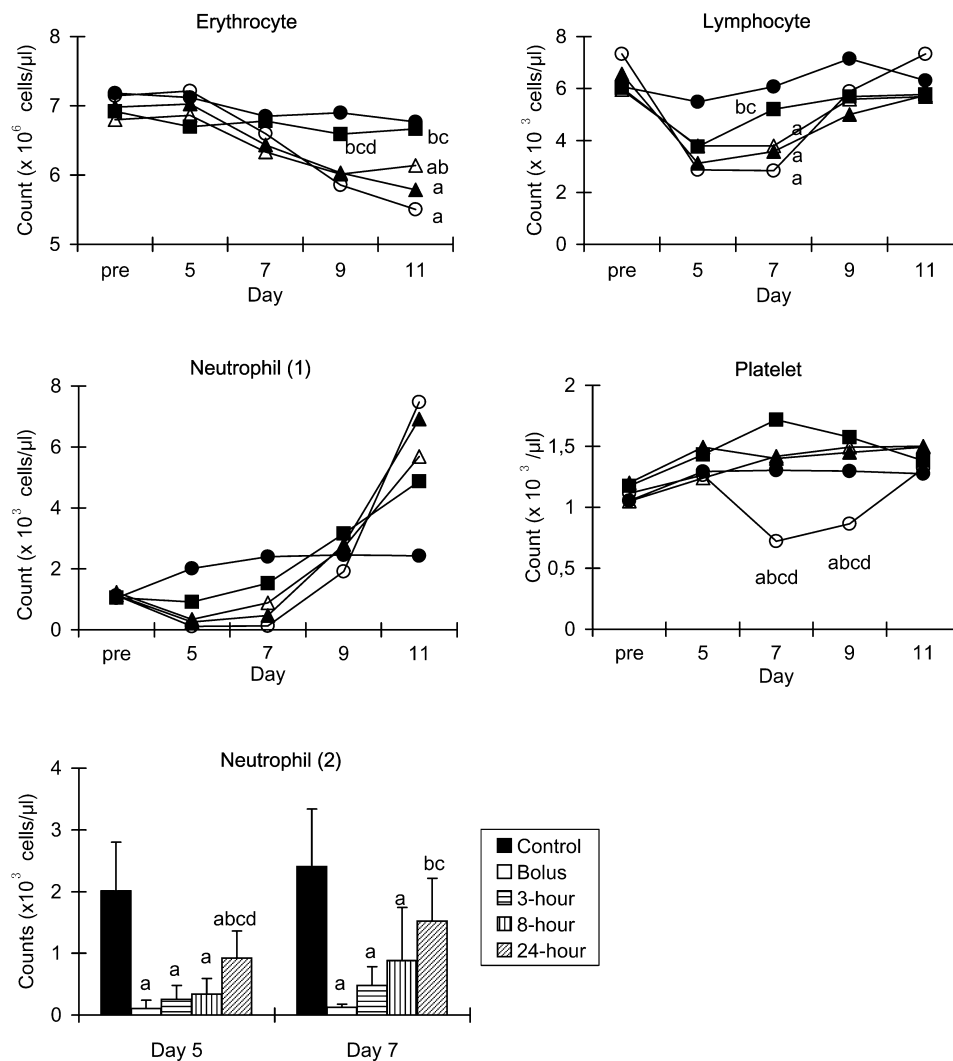 Erythrocyte
Count (x 10⁶ cells/µl)
8
7
6
5
bcd
bc
ab
a
a
pre 5 7 9 11
Day
Lymphocyte
Count (x 10³ cells/µl)
8
6
4
2
0
bc
a
a
a
pre 5 7 9 11
Day
Neutrophil (1)
Count (x 10³ cells/µl)
8
6
4
2
0
pre 5 7 9 11
Day
Platelet
Count (x 10³ /µl)
2
1,5
1
0,5
0
abcd abcd
pre 5 7 9 11
Day
Neutrophil (2)
Counts (x10³ cells/µl)
4
3
2
1
0
a a a abcd
a a a bc
Day 5 Day 7
Control
Bolus
3-hour
8-hour
24-hour